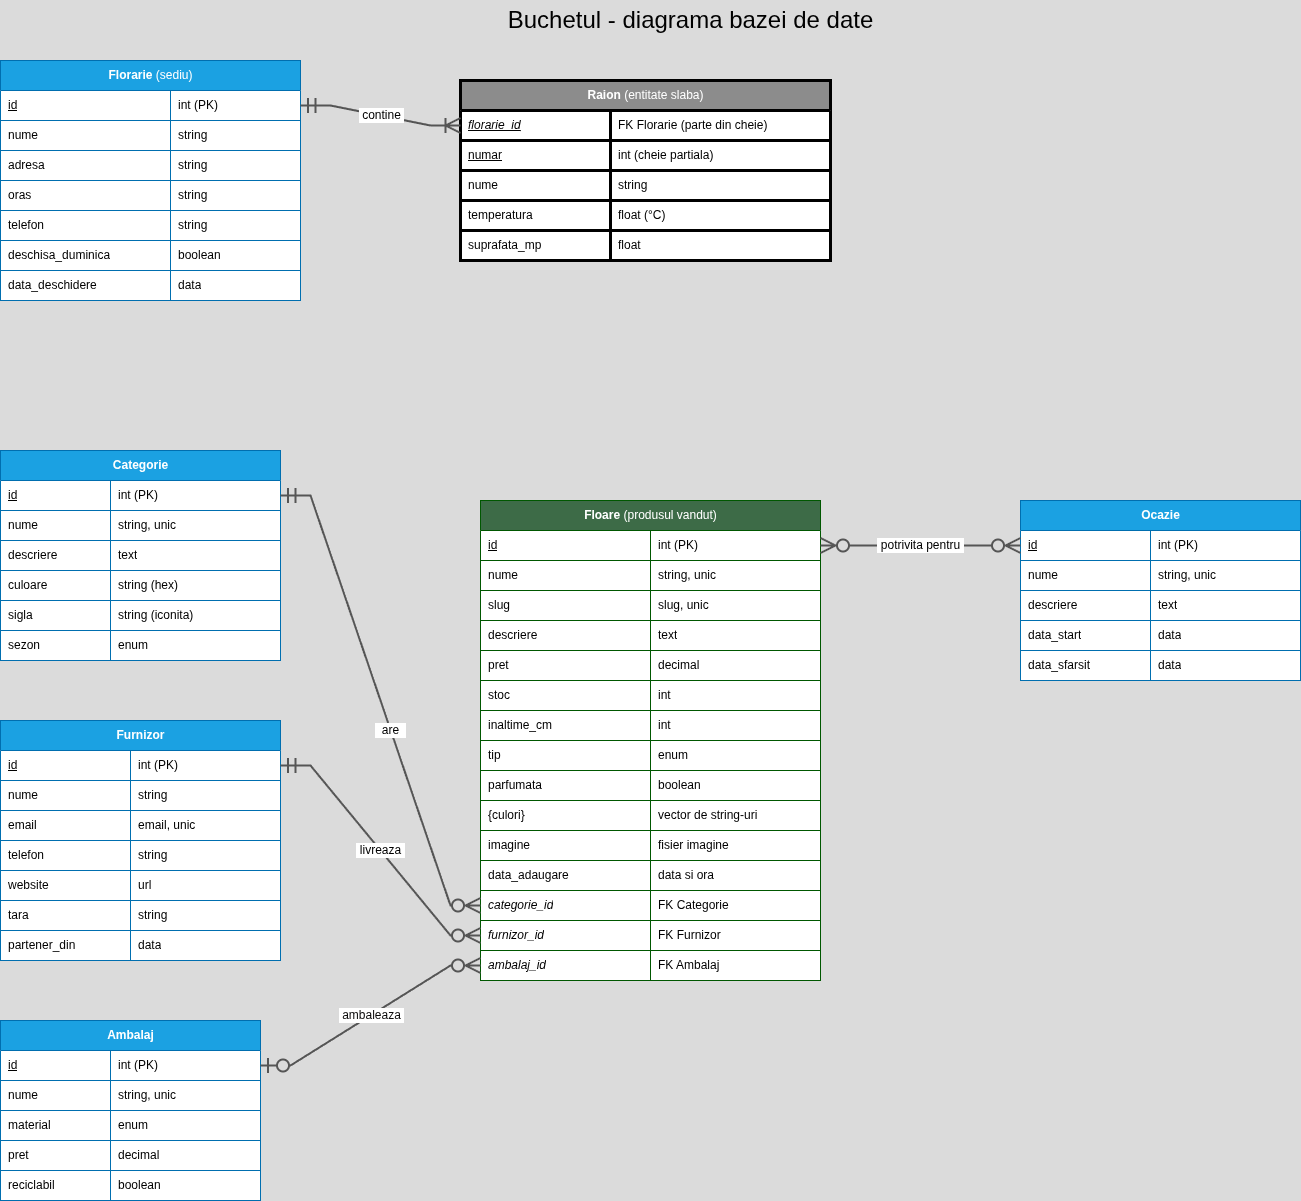 Buchetul - diagrama bazei de date
Florarie (sediu)
id int (PK)
nume string
adresa string
oras string
telefon string
deschisa_duminica boolean
data_deschidere data
contine
Raion (entitate slaba)
florarie_id FK Florarie (parte din cheie)
numar int (cheie partiala)
nume string
temperatura float (°C)
suprafata_mp float
Categorie
id int (PK)
nume string, unic
descriere text
culoare string (hex)
sigla string (iconita)
sezon enum
are
Furnizor
id int (PK)
nume string
email email, unic
telefon string
website url
tara string
partener_din data
livreaza
Ambalaj
id int (PK)
nume string, unic
material enum
pret decimal
reciclabil boolean
ambaleaza
Floare (produsul vandut)
id int (PK)
nume string, unic
slug slug, unic
descriere text
pret decimal
stoc int
inaltime_cm int
tip enum
parfumata boolean
{culori} vector de string-uri
imagine fisier imagine
data_adaugare data si ora
categorie_id FK Categorie
furnizor_id FK Furnizor
ambalaj_id FK Ambalaj
potrivita pentru
Ocazie
id int (PK)
nume string, unic
descriere text
data_start data
data_sfarsit data